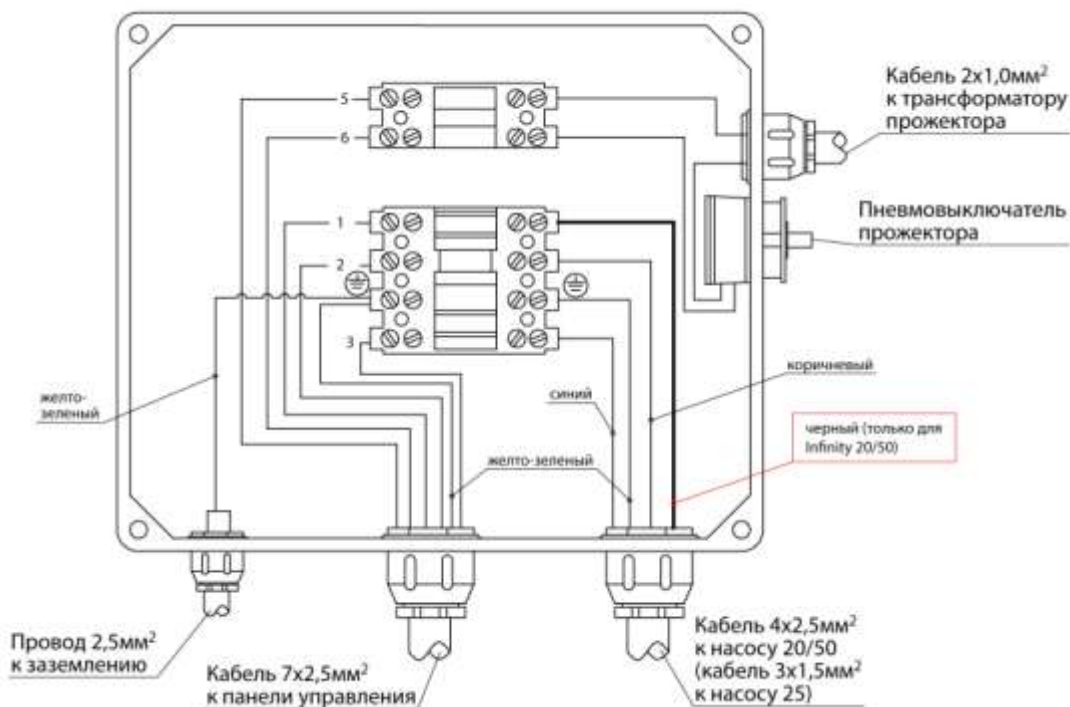 Кабель 2х1,0мм²
к трансформатору
прожектора
5
6
Пневмовыключатель
прожектора
1
2
3
желто-
зеленый
синий
коричневый
черный (только для
Infinity 20/50)
желто-зеленый
Провод 2,5мм²
к заземлению
Кабель 7х2,5мм²
к панели управления
Кабель 4х2,5мм²
к насосу 20/50
(кабель 3х1,5мм²
к насосу 25)